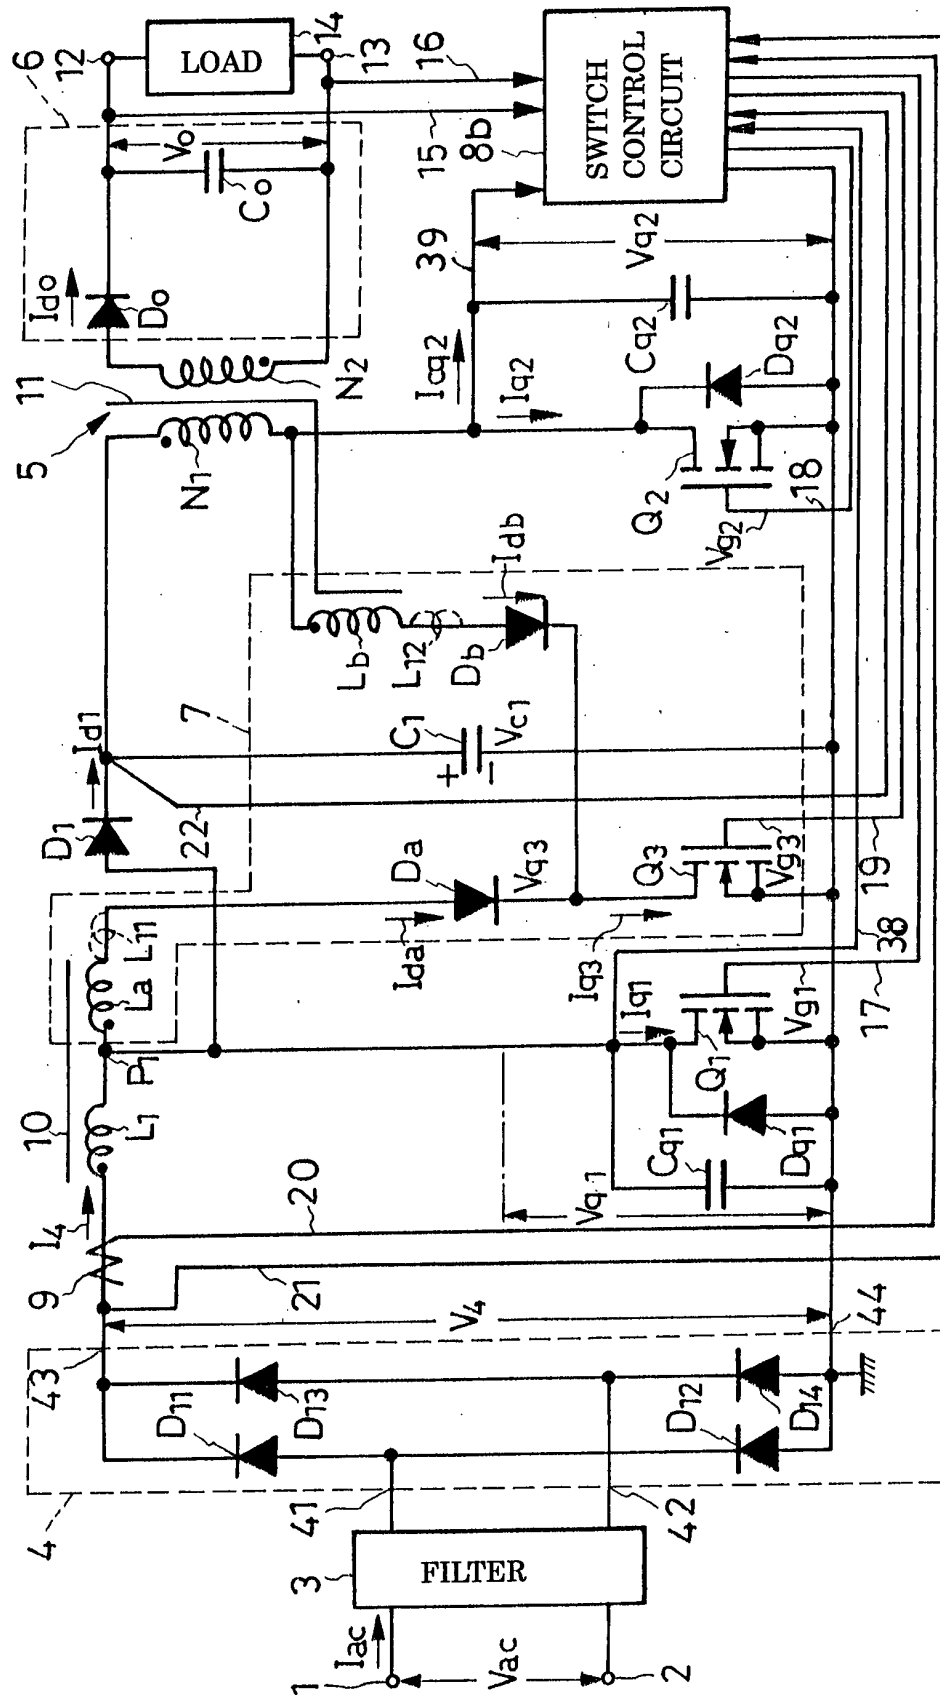 1
2
Iac
Vac
3
FILTER
41
42
4
D11
D13
D12
D14
43
44
V4
9
I4
21
20
10
L1
P1
La
L11
Vq1
Cq1
Dq1
Q1
Iq1
Vg1
17
38
19
Ida
Da
Iq3
Vq3
Q3
Vg3
D1
Id1
22
7
C1
+
−
Vc1
Lb
L12
Db
Idb
5
11
N1
N2
Icq2
Iq2
39
Q2
Vg2
18
Dq2
Cq2
Vq2
Ido
Do
6
Vo
Co
12
LOAD
14
13
15
16
8b
SWITCH
CONTROL
CIRCUIT